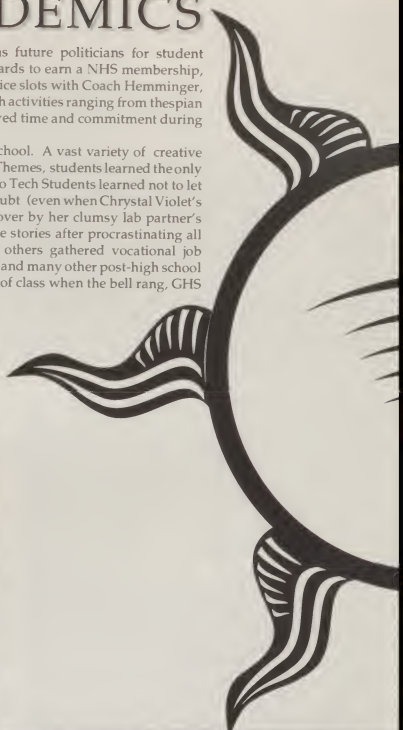 DEMICS
as future politicians for student
ards to earn a NHS membership,
ice slots with Coach Hemminger,
h activities ranging from thespian
ved time and commitment during
chool. A vast variety of creative
Themes, students learned the only
o Tech Students learned not to let
ubt (even when Chrystal Violet's
over by her clumsy lab partner's
e stories after procrastinating all
others gathered vocational job
and many other post-high school
of class when the bell rang, GHS